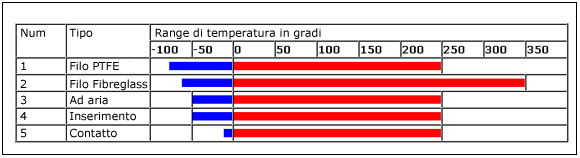 Num Tipo Range di temperatura in gradi
-100 -50 0 50 100 150 200 250 300 350
1 Filo PTFE
2 Filo Fibreglass
3 Ad aria
4 Inserimento
5 Contatto